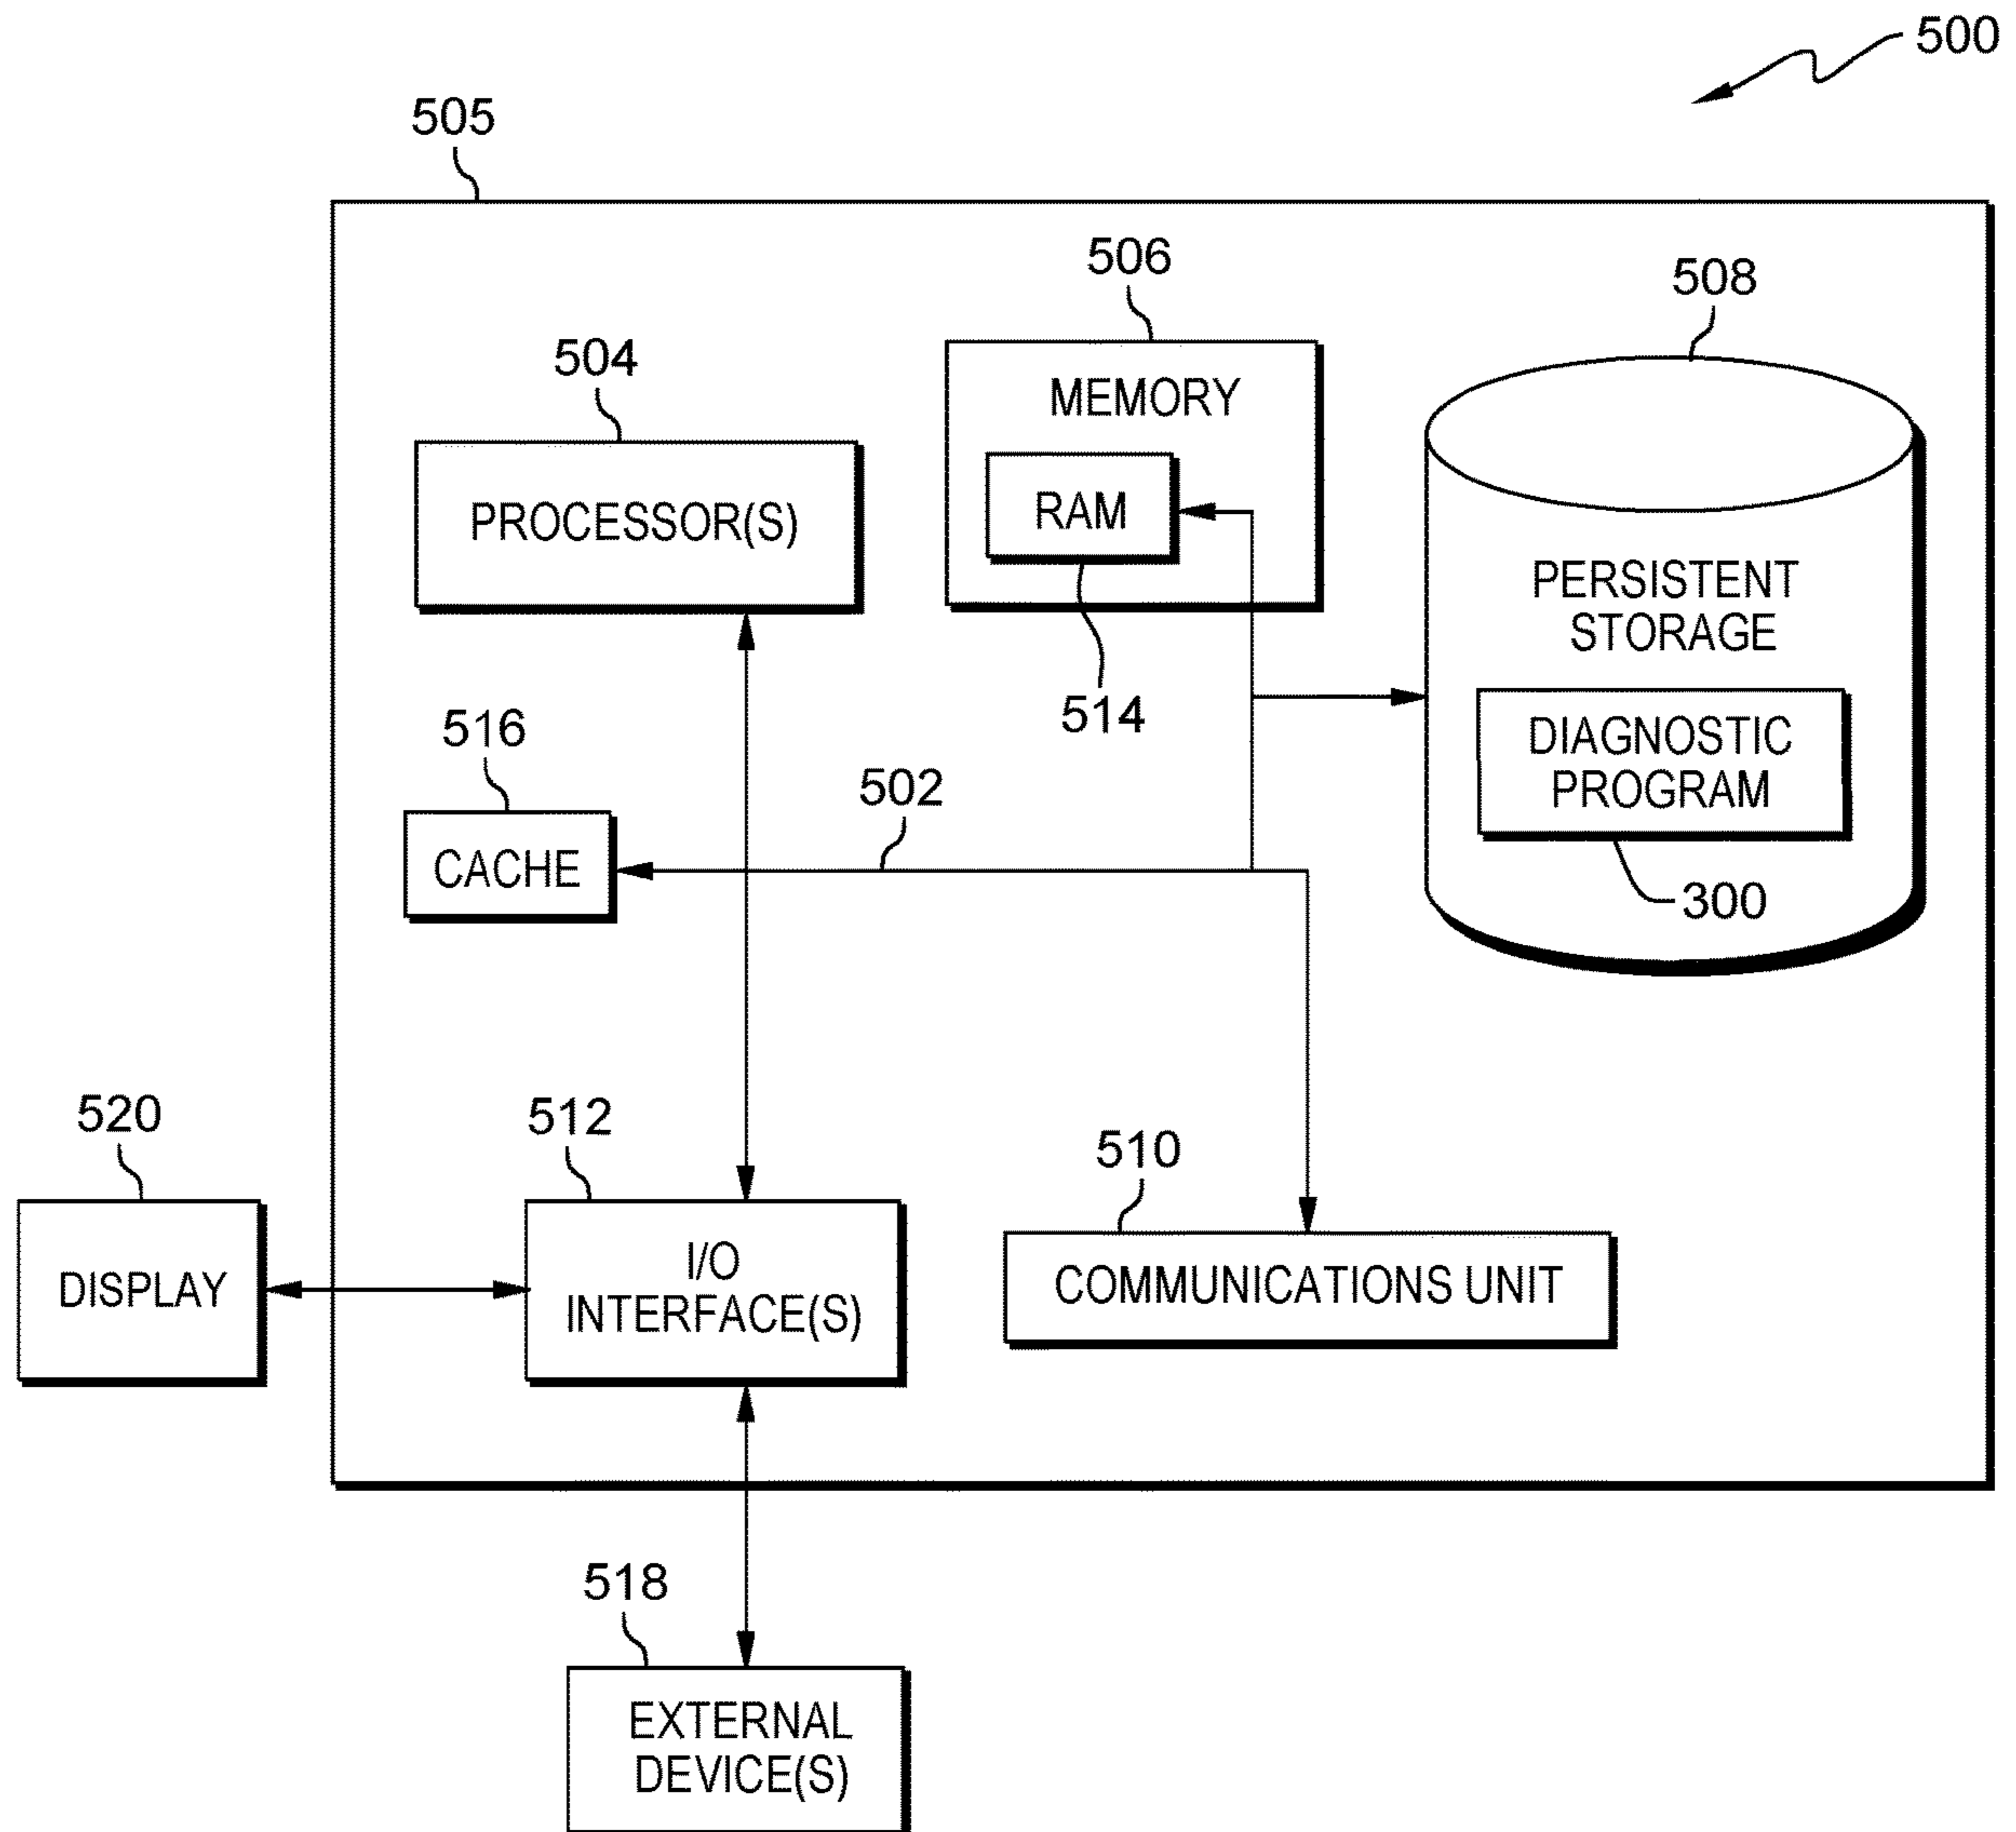 500
505
506
508
504
MEMORY
RAM
PROCESSOR(S)
PERSISTENT
STORAGE
514
516
DIAGNOSTIC
PROGRAM
502
CACHE
300
520
512
510
DISPLAY
I/O
INTERFACE(S)
COMMUNICATIONS UNIT
518
EXTERNAL
DEVICE(S)